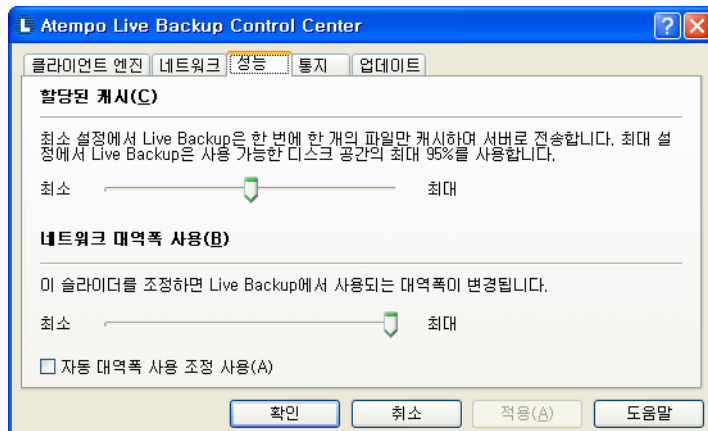 Atempo Live Backup Control Center
클라이언트 엔진 네트워크 성능 통지 업데이트
할당된 캐시(C)
최소 설정에서 Live Backup은 한 번에 한 개의 파일만 캐시하며 서버로 전송합니다. 최대 설
정에서 Live Backup은 사용 가능한 디스크 공간의 최대 95%를 사용합니다.
최소 최대
네트워크 대역폭 사용(B)
이 슬라이더를 조정하면 Live Backup에서 사용되는 대역폭이 변경됩니다.
최소 최대
자동 대역폭 사용 조정 사용(A)
확인 취소 적용(A) 도움말